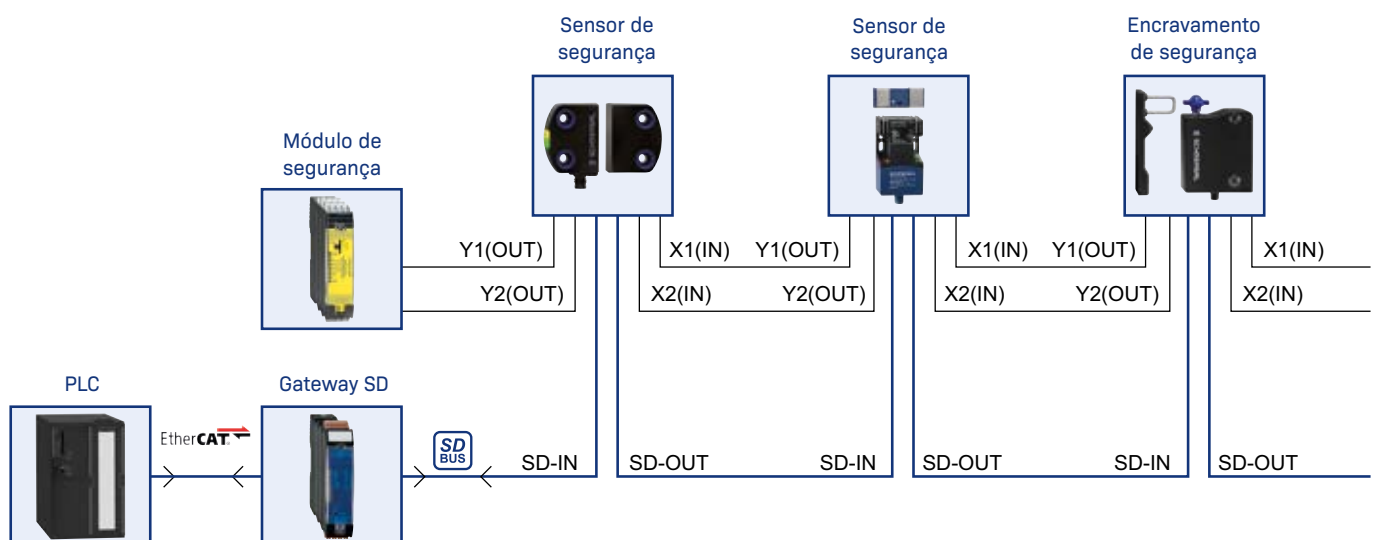 Sensor de
segurança
Sensor de
segurança
Encravamento
de segurança
Módulo de
segurança
Y1(OUT)
X1(IN)
Y1(OUT)
X1(IN)
Y1(OUT)
X1(IN)
Y2(OUT)
X2(IN)
Y2(OUT)
X2(IN)
Y2(OUT)
X2(IN)
PLC
Gateway SD
EtherCAT
SD
BUS
SD-IN
SD-OUT
SD-IN
SD-OUT
SD-IN
SD-OUT